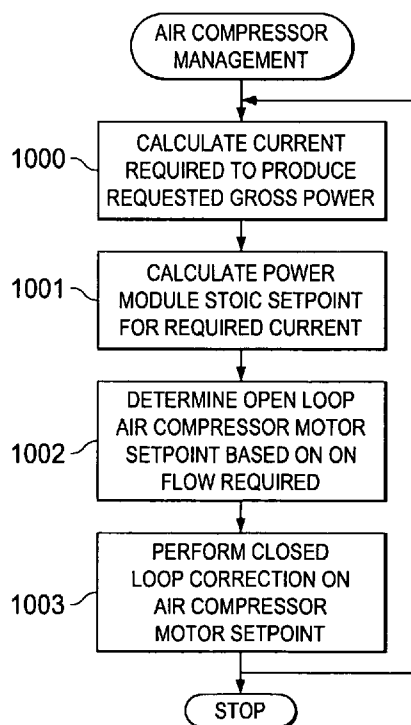 AIR COMPRESSOR
MANAGEMENT
1000
CALCULATE CURRENT
REQUIRED TO PRODUCE
REQUESTED GROSS POWER
1001
CALCULATE POWER
MODULE STOIC SETPOINT
FOR REQUIRED CURRENT
1002
DETERMINE OPEN LOOP
AIR COMPRESSOR MOTOR
SETPOINT BASED ON ON
FLOW REQUIRED
1003
PERFORM CLOSED
LOOP CORRECTION ON
AIR COMPRESSOR
MOTOR SETPOINT
STOP